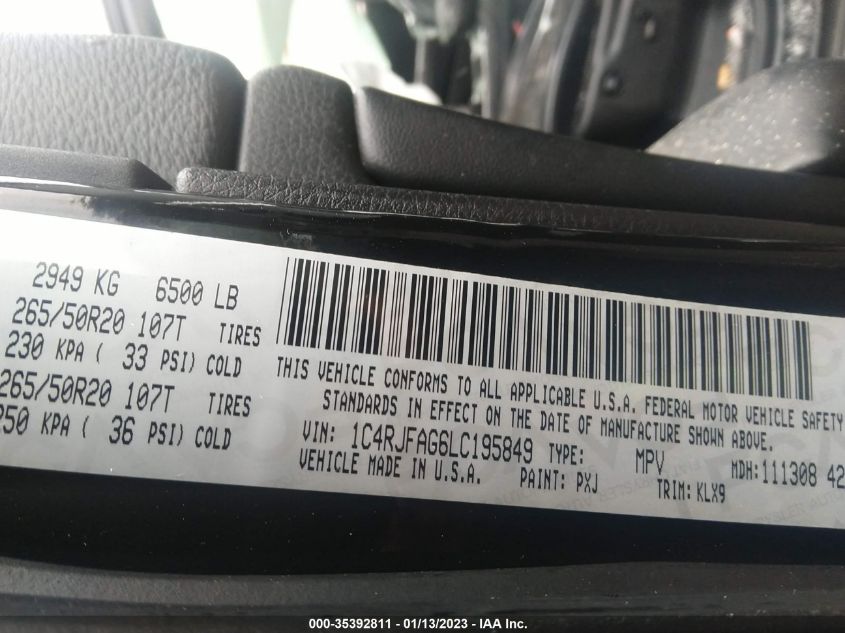 2949 KG 6500 LB
265/50R20 107T TIRES
230 KPA ( 33 PSI) COLD
265/50R20 107T TIRES
250 KPA ( 36 PSI) COLD
THIS VEHICLE CONFORMS TO ALL APPLICABLE U.S.A. FEDERAL MOTOR VEHICLE SAFETY
STANDARDS IN EFFECT ON THE DATE OF MANUFACTURE SHOWN ABOVE.
VIN: 1C4RJFAG6LC195849 TYPE: MPV MDH:111308 42
VEHICLE MADE IN U.S.A. PAINT: PXJ TRIM: KLX9
000-35392811 — 01/13/2023 — IAA Inc.